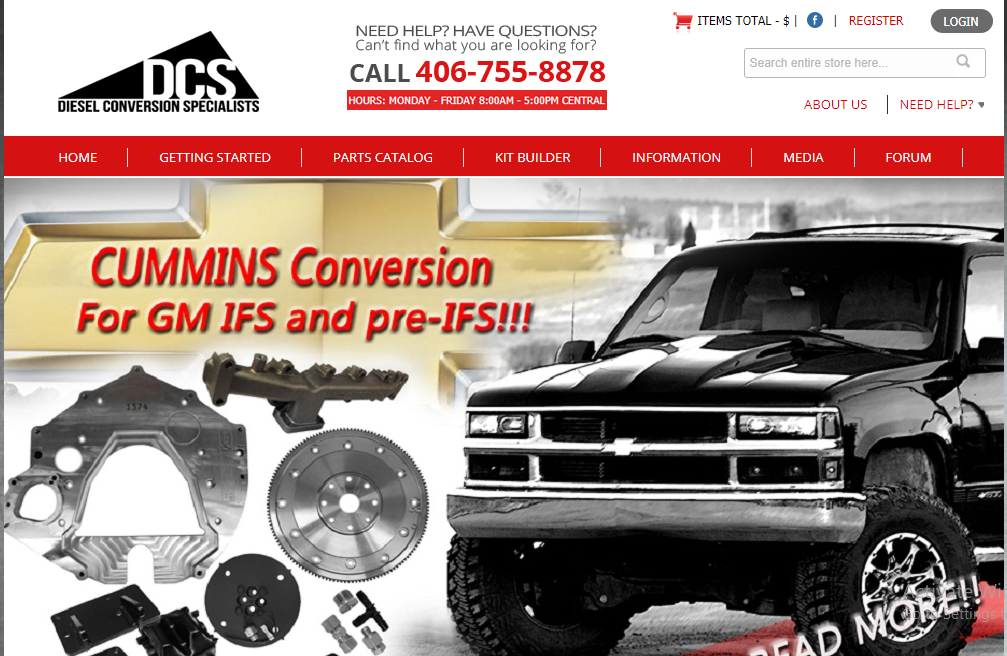 ITEMS TOTAL - $ |
f
|
REGISTER
LOGIN
NEED HELP? HAVE QUESTIONS?
Can't find what you are looking for?
CALL 406-755-8878
HOURS: MONDAY - FRIDAY 8:00AM - 5:00PM CENTRAL
DCS
DIESEL CONVERSION SPECIALISTS
Search entire store here...
ABOUT US
NEED HELP?
HOME
GETTING STARTED
PARTS CATALOG
KIT BUILDER
INFORMATION
MEDIA
FORUM
CUMMINS Conversion
For GM IFS and pre-IFS!!!
1374
READ MORE!!